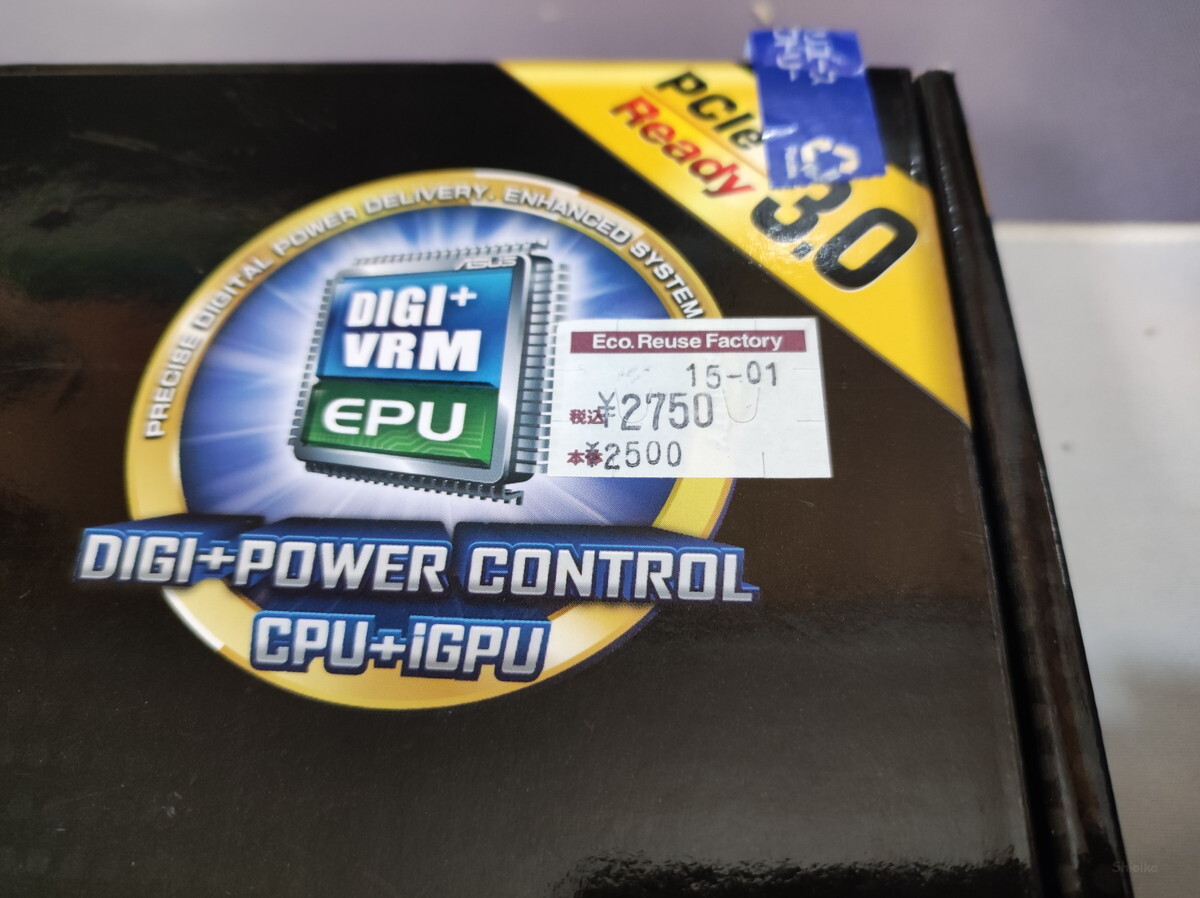 PCIe
Ready
3.0
PRECISE DIGITAL POWER DELIVERY. ENHANCED SYSTEM
ASUS
DIGI+
VRM
EPU
Eco.Reuse Factory
15-01
税込¥2750
本体¥2500
DIGI+POWER CONTROL
CPU+iGPU